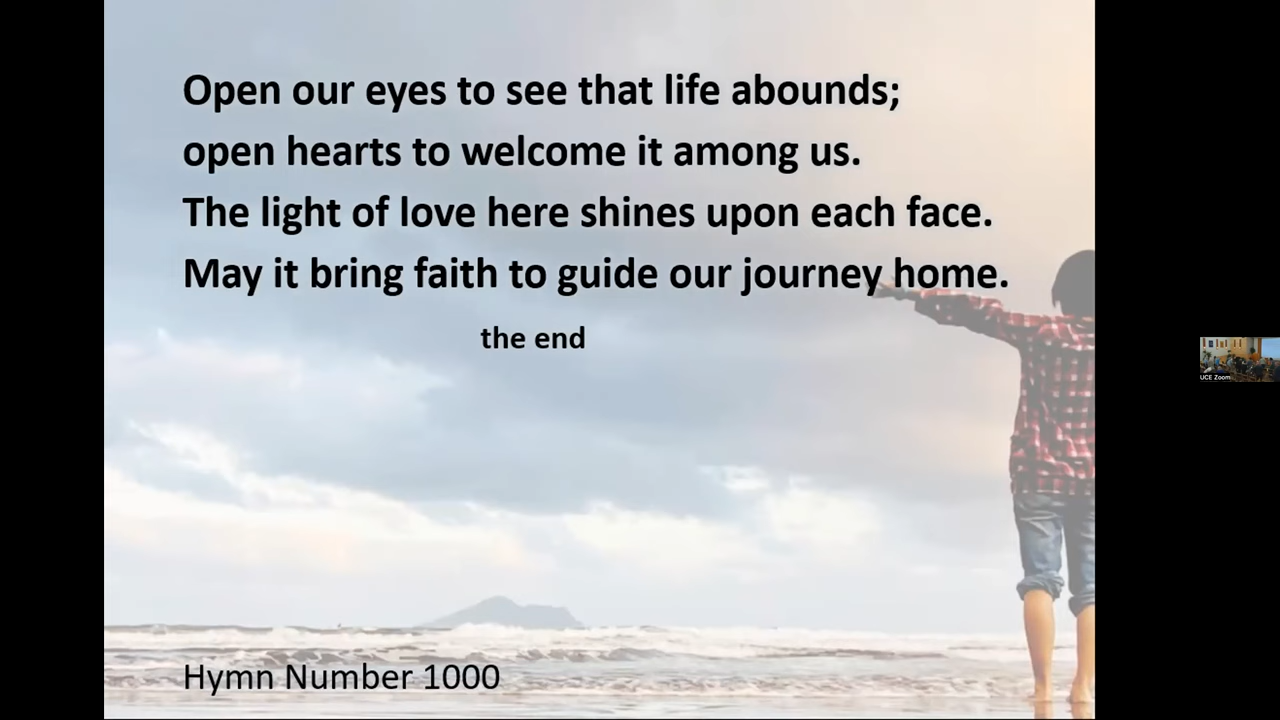 Open our eyes to see that life abounds;
open hearts to welcome it among us.
The light of love here shines upon each face.
May it bring faith to guide our journey home.
the end
Hymn Number 1000
UCE Zoom